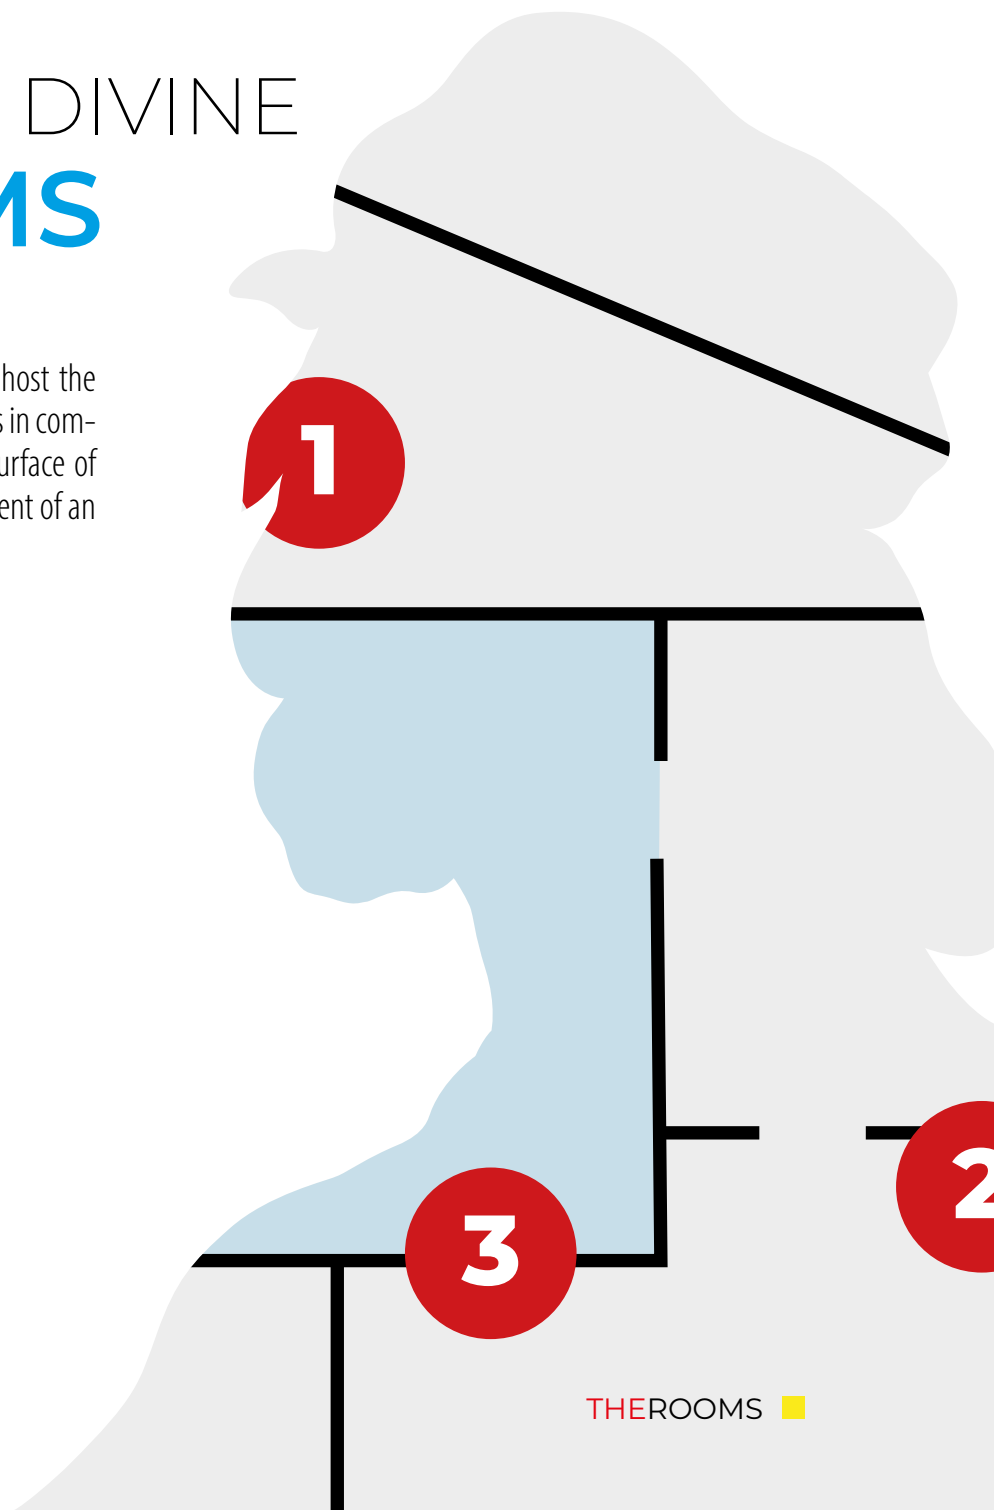 DIVINE
MS
host the
s in com-
urface of
ent of an
1
2
3
THEROOMS